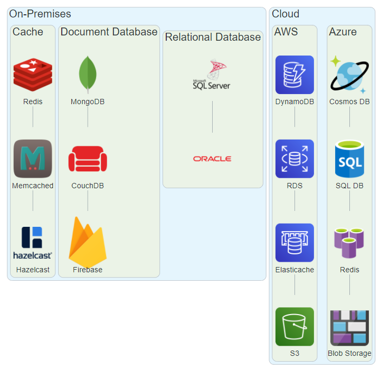 On-Premises
Cache
Redis
Memcached
hazelcast
Hazelcast
Document Database
MongoDB
CouchDB
Firebase
Relational Database
Microsoft
SQL Server
ORACLE
Cloud
AWS
DynamoDB
RDS
Elasticache
S3
Azure
Cosmos DB
SQL
SQL DB
Redis
Blob Storage